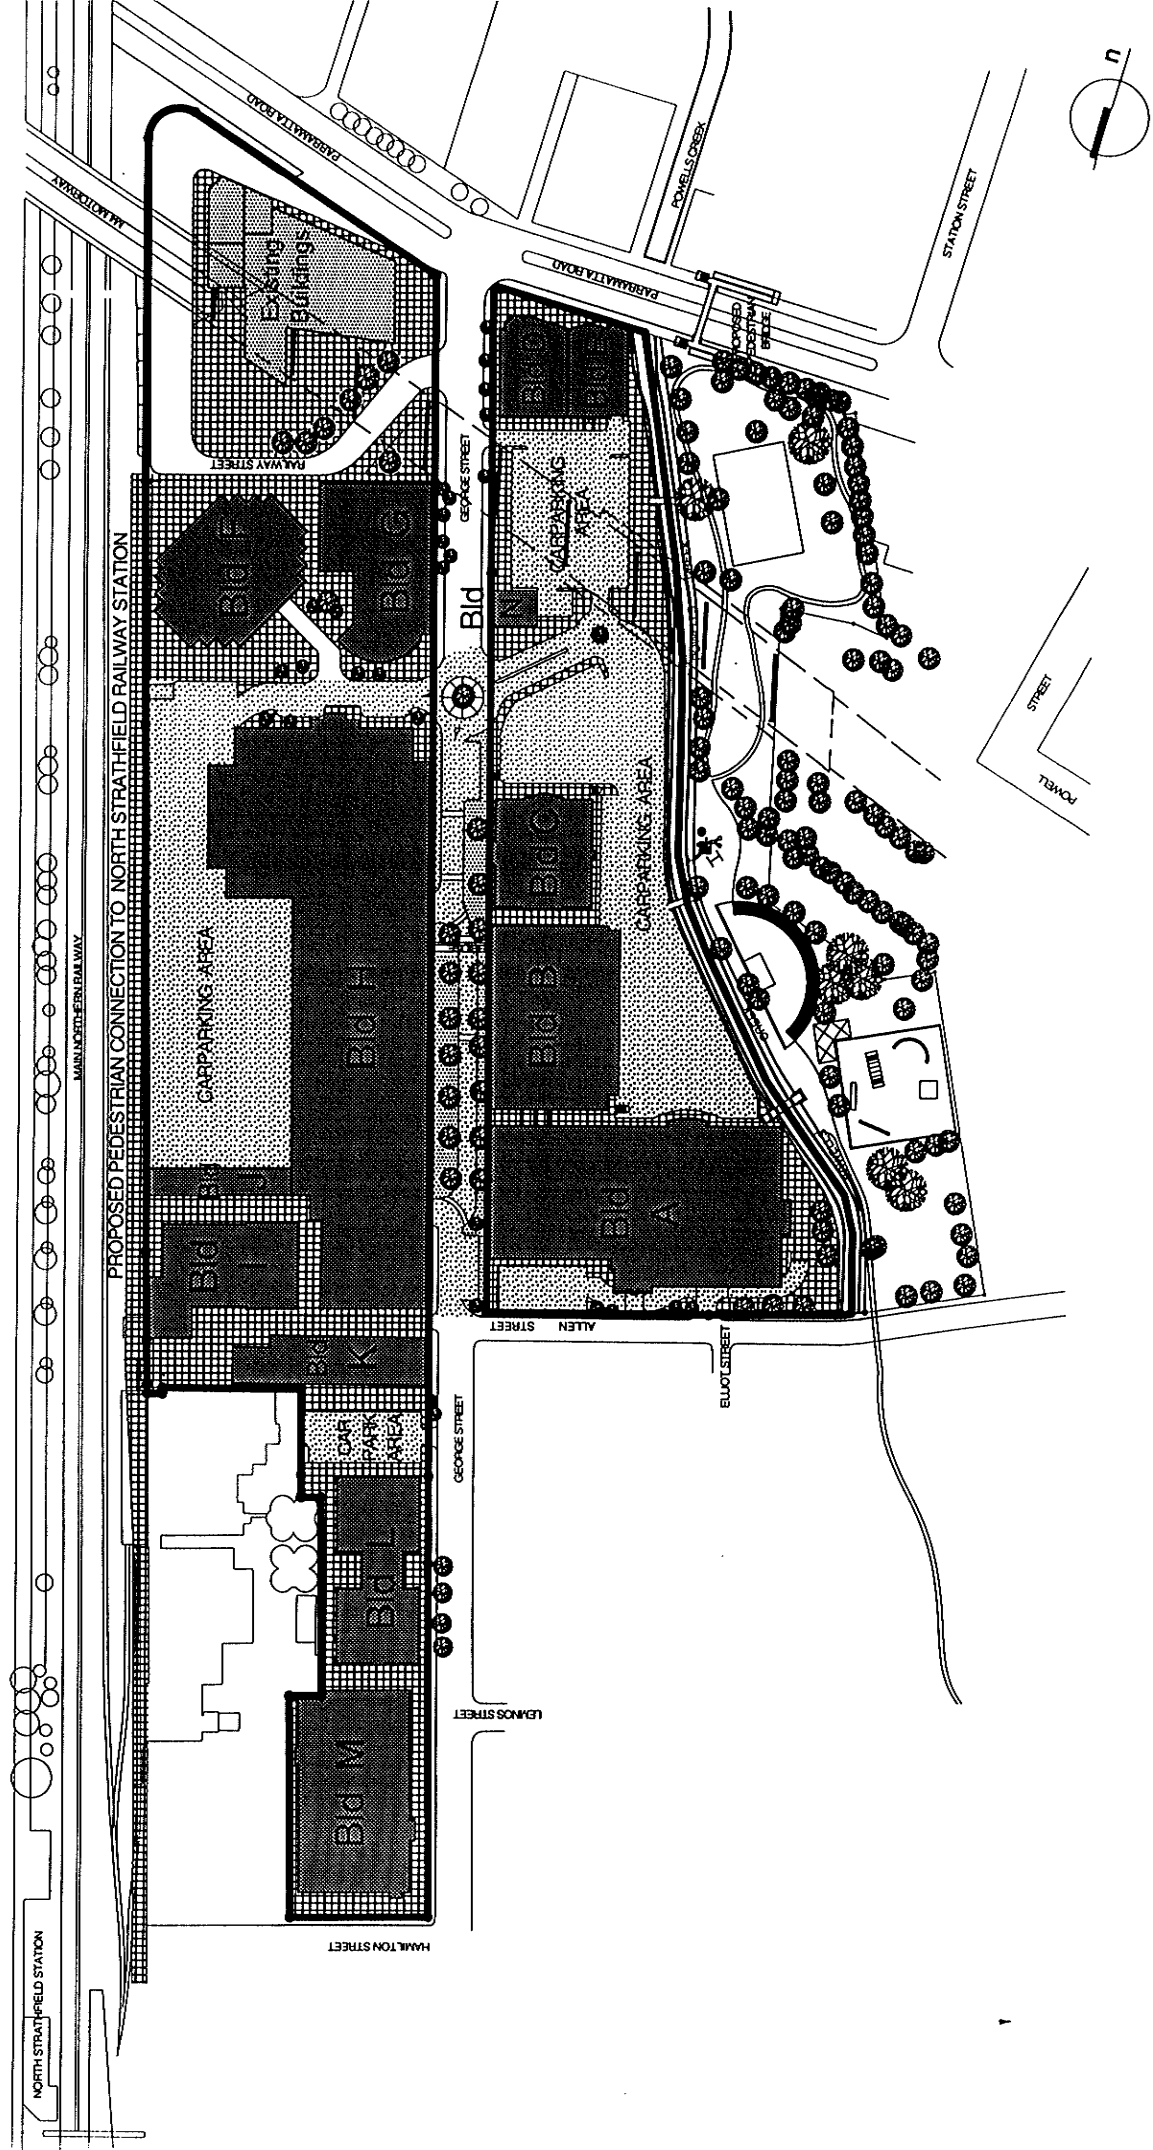 n
PARRAMATTA ROAD
POWELLS CREEK
M4 MOTORWAY
STATION STREET
Existing
Buildings
PARRAMATTA ROAD
PEDESTRIAN
BRIDGE
RAILWAY STREET
GEORGE STREET
CARPARKING
AREA
Bld F
Bld G
Bld
N
PROPOSED PEDESTRIAN CONNECTION TO NORTH STRATHFIELD RAILWAY STATION
STREET
POWELL
CARPARKING AREA
Bld C
CARPARKING AREA
MAIN NORTHERN RAILWAY
Bld H
Bld B
Bld
J
Bld
A
Bld
ALLEN STREET
ELLIOT STREET
Bld
K
CAR
PARK
AREA
GEORGE STREET
Bld L
LEMNOS STREET
Bld M
HAMILTON STREET
NORTH STRATHFIELD STATION